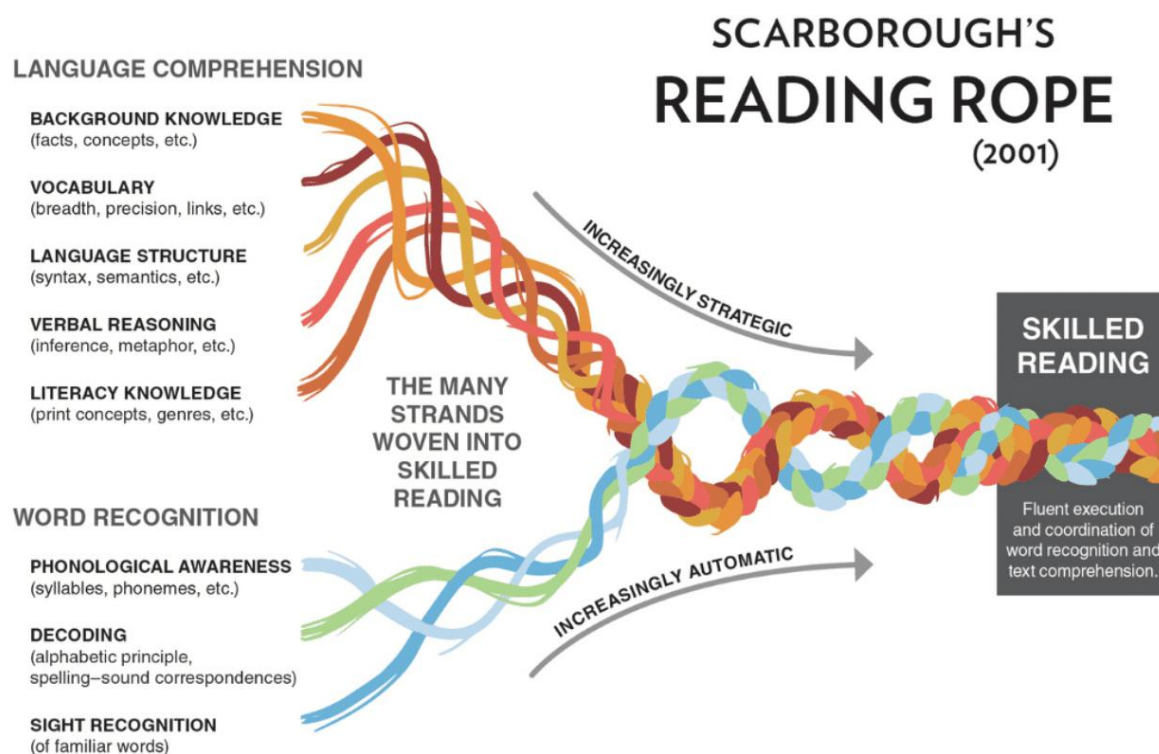 SCARBOROUGH'S
READING ROPE
(2001)
LANGUAGE COMPREHENSION
BACKGROUND KNOWLEDGE
(facts, concepts, etc.)
VOCABULARY
(breadth, precision, links, etc.)
LANGUAGE STRUCTURE
(syntax, semantics, etc.)
VERBAL REASONING
(inference, metaphor, etc.)
LITERACY KNOWLEDGE
(print concepts, genres, etc.)
WORD RECOGNITION
PHONOLOGICAL AWARENESS
(syllables, phonemes, etc.)
DECODING
(alphabetic principle,
spelling–sound correspondences)
SIGHT RECOGNITION
(of familiar words)
THE MANY
STRANDS
WOVEN INTO
SKILLED
READING
INCREASINGLY STRATEGIC
INCREASINGLY AUTOMATIC
SKILLED
READING
Fluent execution
and coordination of
word recognition and
text comprehension.